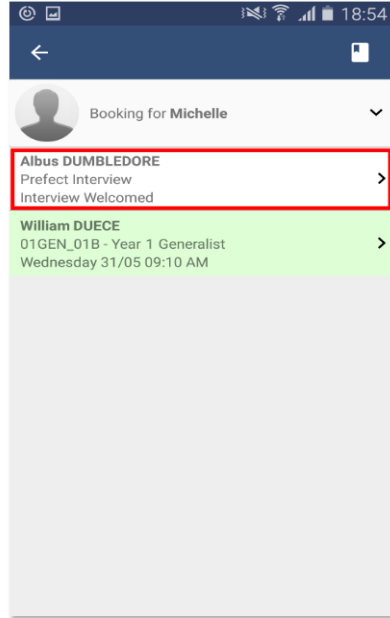 18:54
Booking for Michelle
Albus DUMBLEDORE
Prefect Interview
Interview Welcomed
William DUECE
01GEN_01B - Year 1 Generalist
Wednesday 31/05 09:10 AM